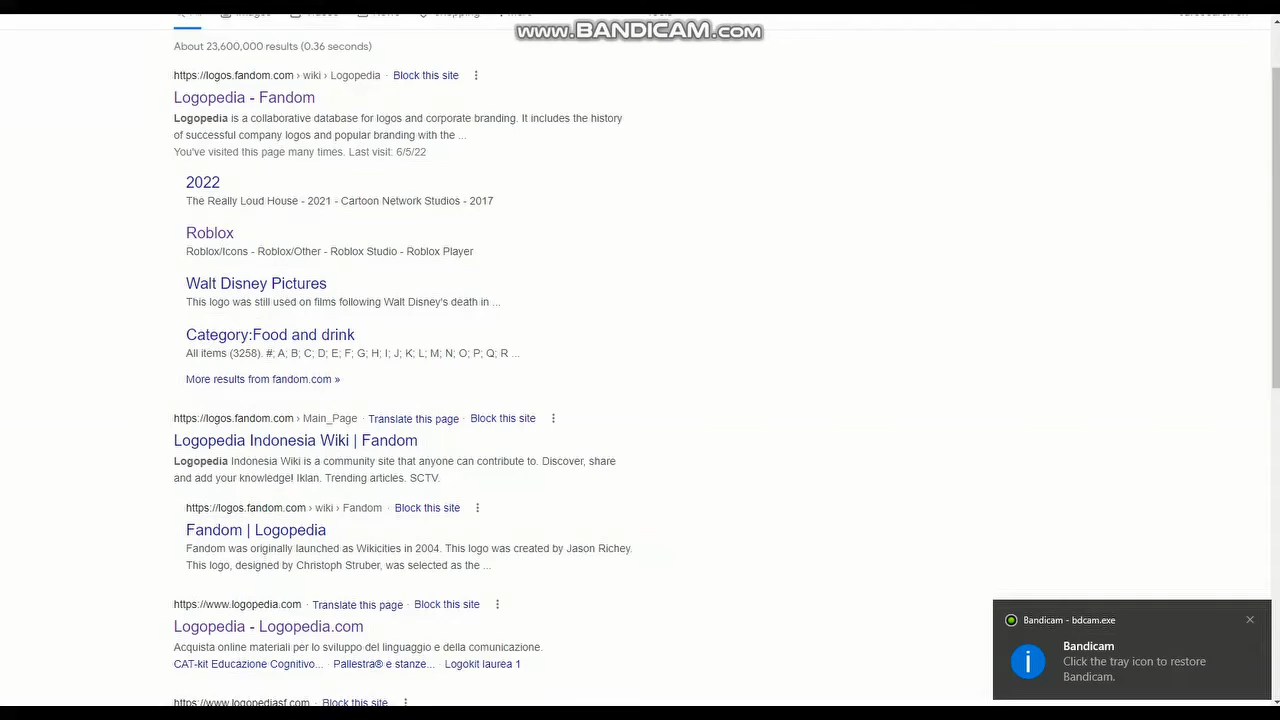 www.BANDICAM.com
About 23,600,000 results (0.36 seconds)
https://logos.fandom.com › wiki › Logopedia · Block this site
Logopedia - Fandom
Logopedia is a collaborative database for logos and corporate branding. It includes the history
of successful company logos and popular branding with the ...
You've visited this page many times. Last visit: 6/5/22
2022
The Really Loud House - 2021 - Cartoon Network Studios - 2017
Roblox
Roblox/Icons - Roblox/Other - Roblox Studio - Roblox Player
Walt Disney Pictures
This logo was still used on films following Walt Disney's death in ...
Category:Food and drink
All items (3258). #; A; B; C; D; E; F; G; H; I; J; K; L; M; N; O; P; Q; R ...
More results from fandom.com »
https://logos.fandom.com › Main_Page · Translate this page · Block this site
Logopedia Indonesia Wiki | Fandom
Logopedia Indonesia Wiki is a community site that anyone can contribute to. Discover, share
and add your knowledge! Iklan. Trending articles. SCTV.
https://logos.fandom.com › wiki › Fandom · Block this site
Fandom | Logopedia
Fandom was originally launched as Wikicities in 2004. This logo was created by Jason Richey.
This logo, designed by Christoph Struber, was selected as the ...
https://www.logopedia.com · Translate this page · Block this site
Logopedia - Logopedia.com
Acquista online materiali per lo sviluppo del linguaggio e della comunicazione.
CAT-kit Educazione Cognitivo... · Pallestra® e stanze... · Logokit laurea 1
https://www.logopediasf.com · Block this site
Bandicam - bdcam.exe
Bandicam
Click the tray icon to restore
Bandicam.